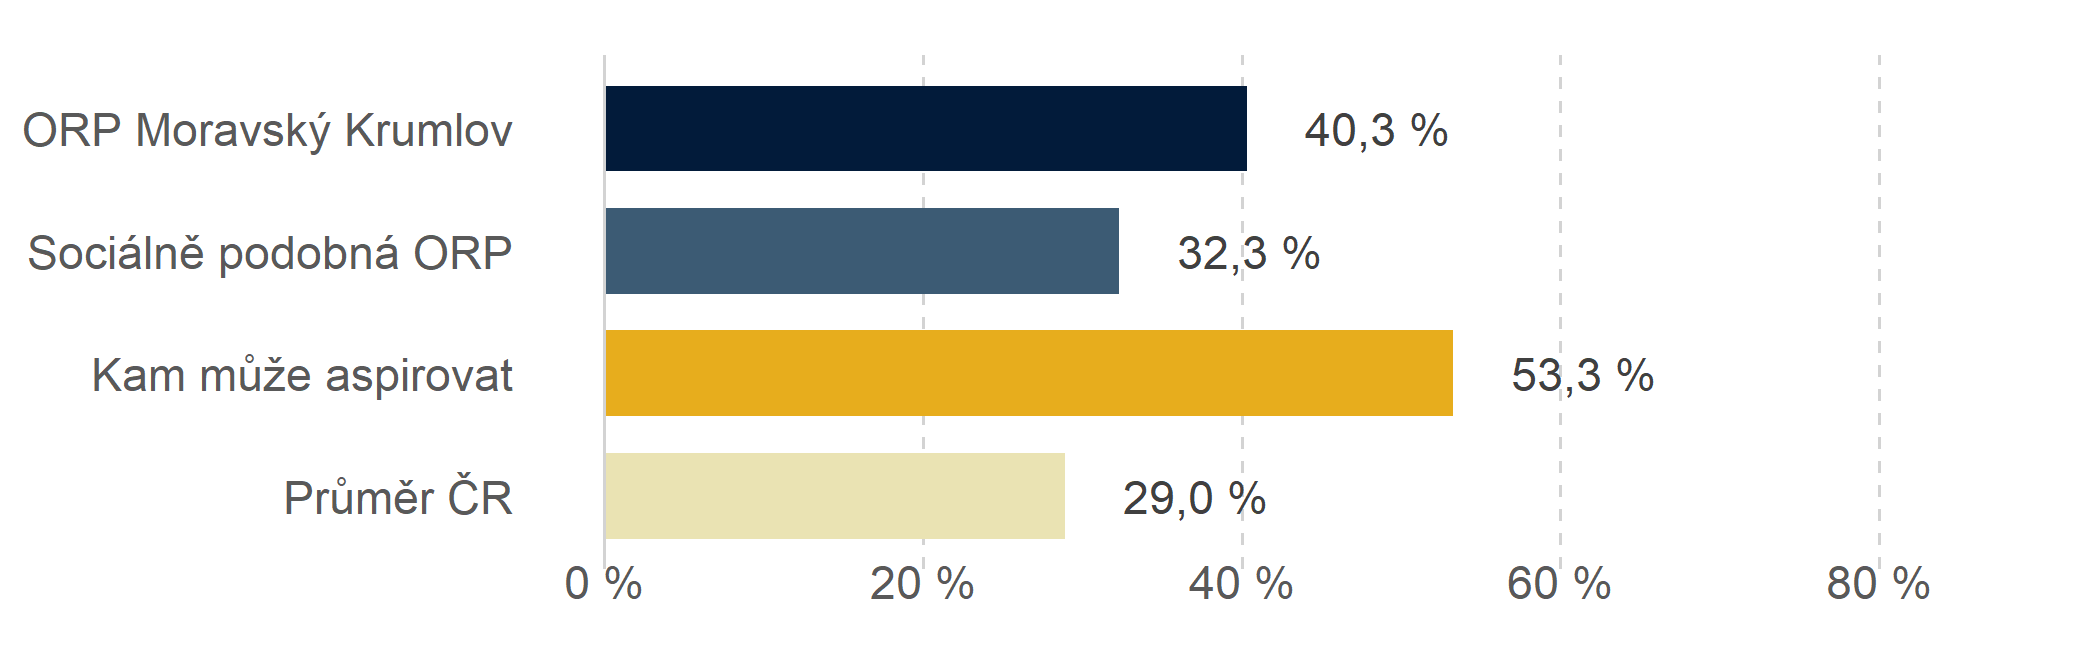 ORP Moravský Krumlov
40,3 %
Sociálně podobná ORP
32,3 %
Kam může aspirovat
53,3 %
Průměr ČR
29,0 %
0 % 20 % 40 % 60 % 80 %